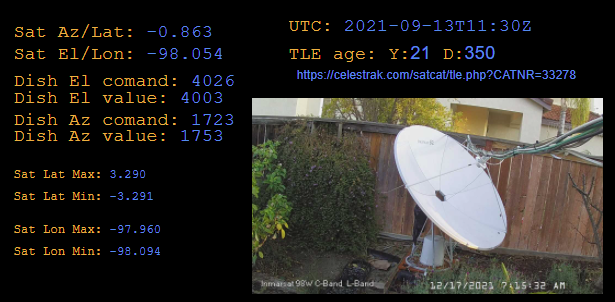 Sat Az/Lat: -0.863
Sat El/Lon: -98.054
Dish El comand: 4026
Dish El value: 4003
Dish Az comand: 1723
Dish Az value: 1753
Sat Lat Max: 3.290
Sat Lat Min: -3.291
Sat Lon Max: -97.960
Sat Lon Min: -98.094
UTC: 2021-09-13T11:30Z
TLE age: Y:21 D:350
https://celestrak.com/satcat/tle.php?CATNR=33278
Inmarsat 98W C-Band L-Band
12/17/2021 7:15:32 AM